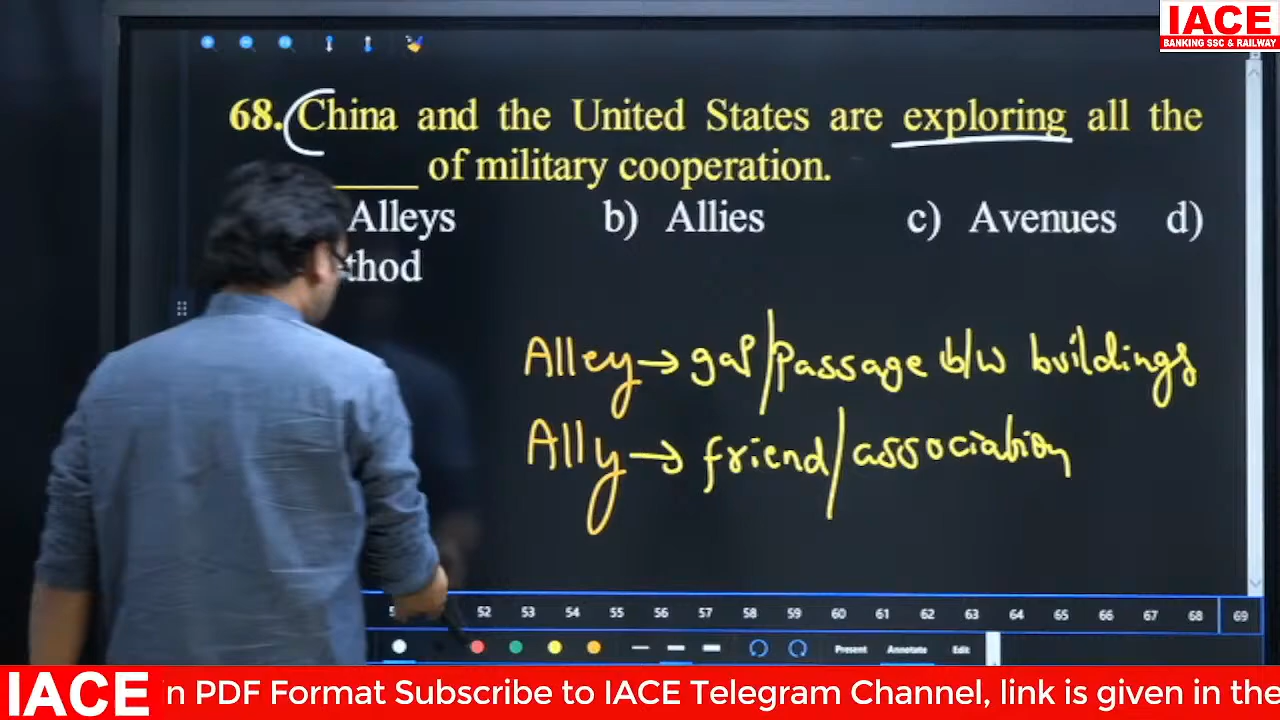 IACE
BANKING SSC & RAILWAY
68. China and the United States are exploring all the
____ of military cooperation.
Alleys b) Allies c) Avenues d)
thod
Alley → gap/passage b/w buildings
Ally → friend/association
52 53 54 55 56 57 58 59 60 61 62 63 64 65 66 67 68 69
Present Annotate Edit
IACE n PDF Format Subscribe to IACE Telegram Channel, link is given in the